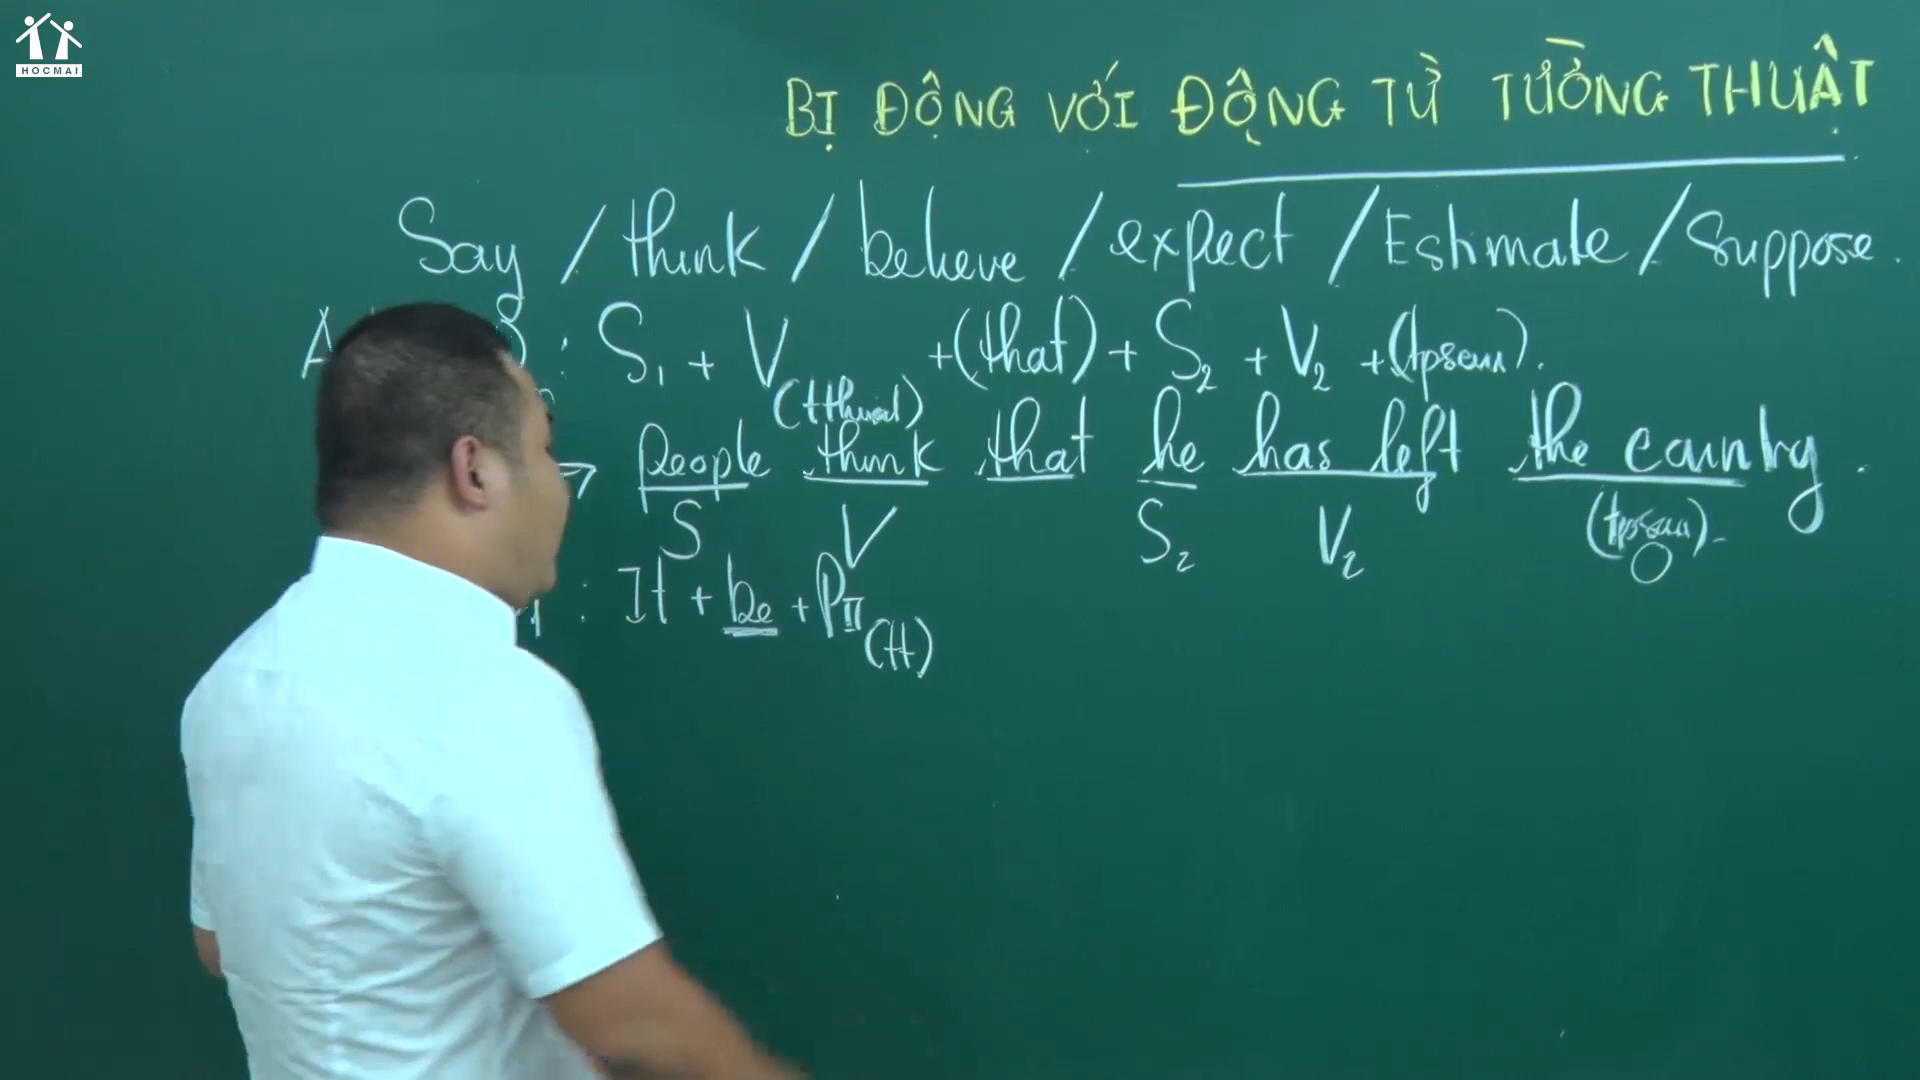 HOCMAI
BỊ ĐỘNG VỚI ĐỘNG TỪ TƯỜNG THUẬT
Say / think / believe / expect / Estimate / Suppose.
: S1 + V (tthuật) + (that) + S2 + V2 + (tpsau).
→ people think that he has left the country.
S V S2 V2 (tpsau) O
: It + be + PII (tt)